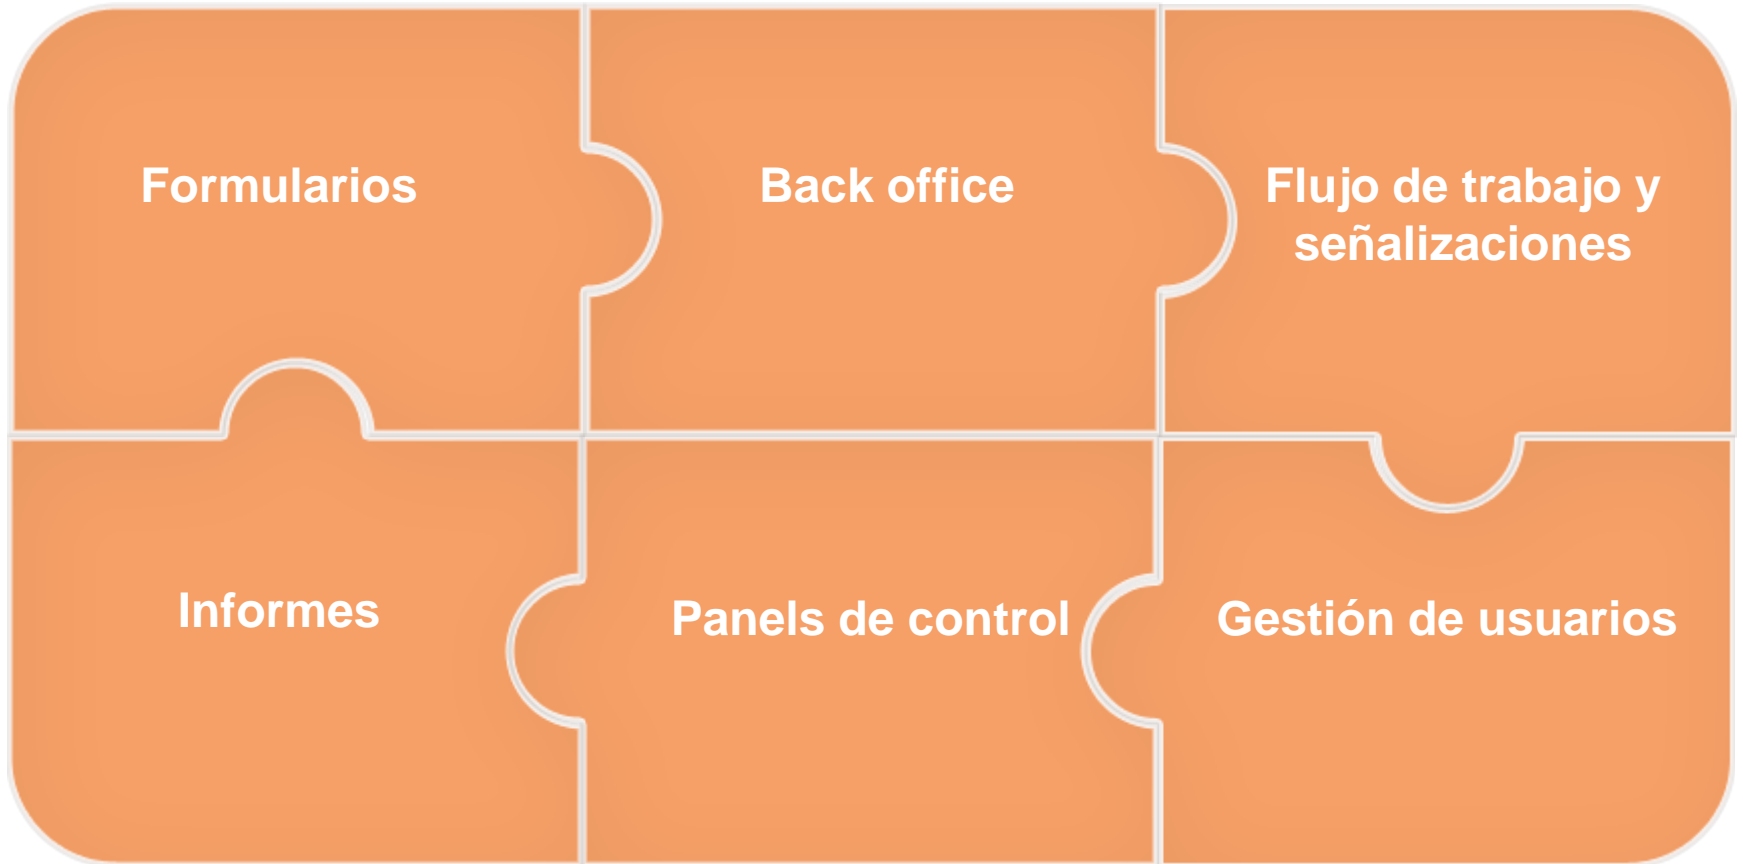 Formularios
Back office
Flujo de trabajo y
señalizaciones
Informes
Panels de control
Gestión de usuarios